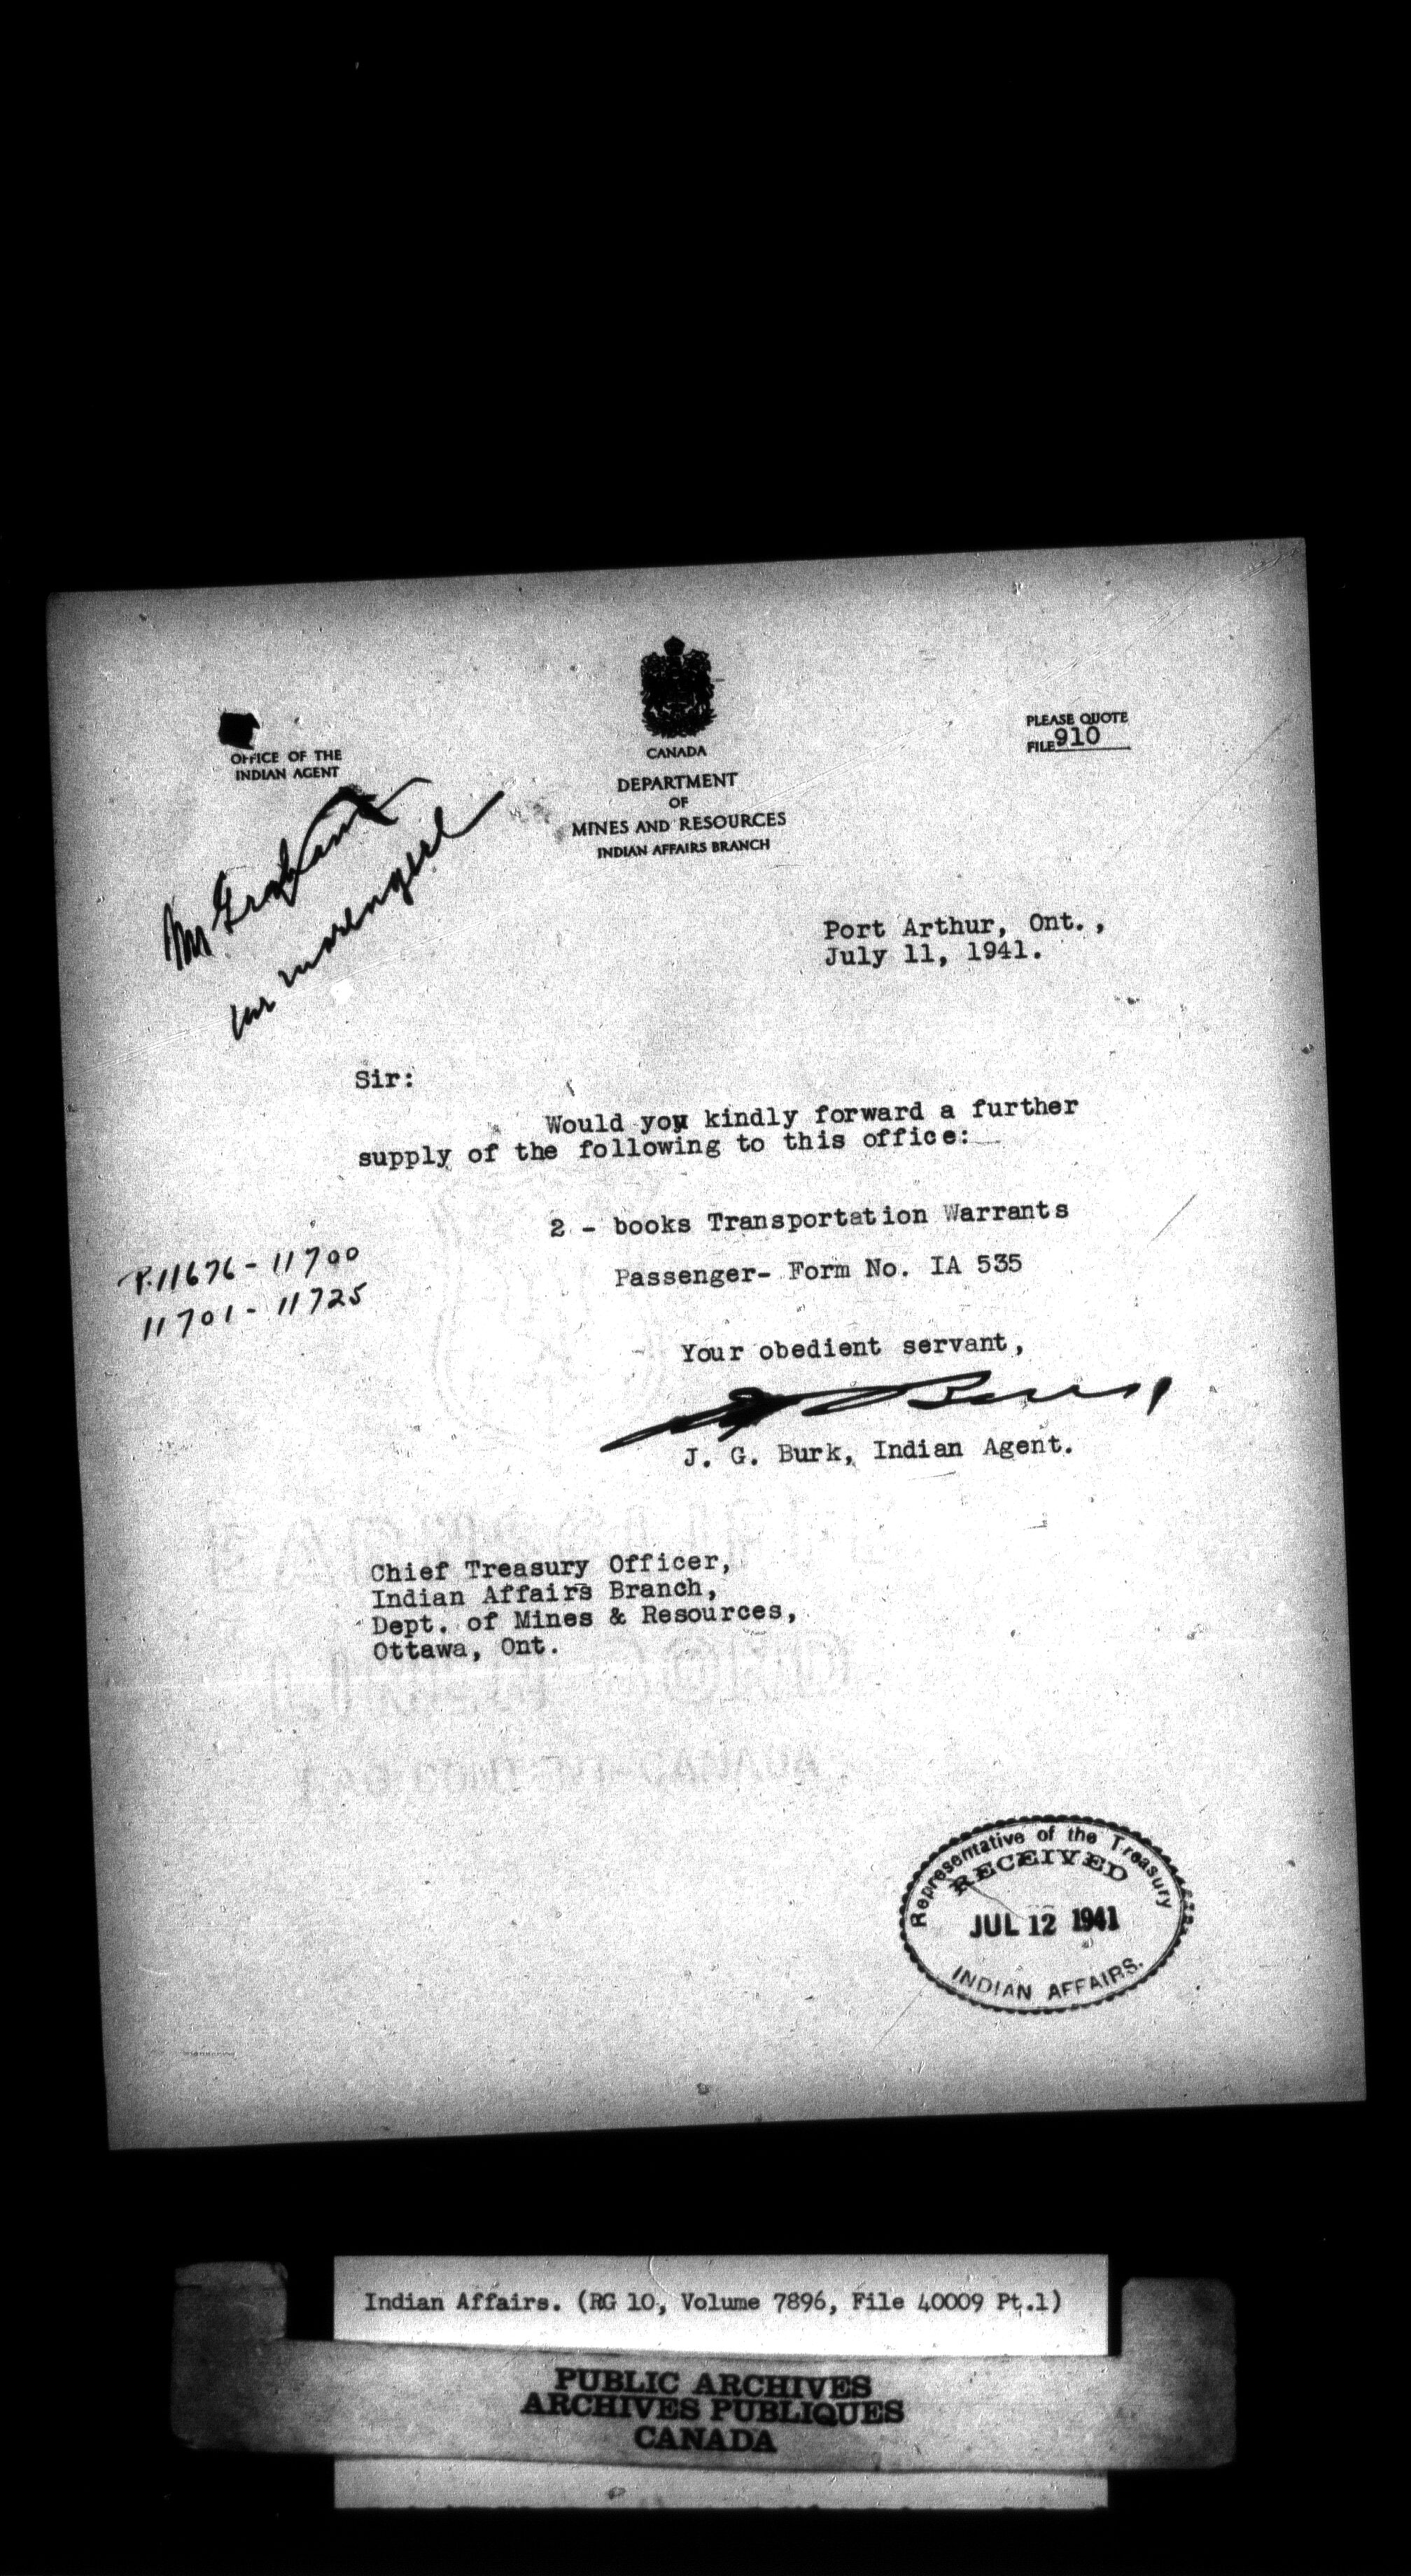 OFFICE OF THE
INDIAN AGENT
CANADA
DEPARTMENT
OF
MINES AND RESOURCES
INDIAN AFFAIRS BRANCH
PLEASE QUOTE
FILE 910
Mr Graham
Port Arthur, Ont.,
July 11, 1941.
Sir:
Would you kindly forward a further
supply of the following to this office:
2 - books Transportation Warrants
Passenger- Form No. IA 535
P.11676 - 11700
11701 - 11725
Your obedient servant,
J. G. Burk, Indian Agent.
Chief Treasury Officer,
Indian Affairs Branch,
Dept. of Mines & Resources,
Ottawa, Ont.
Representative of the Treasury
RECEIVED
JUL 12 1941
INDIAN AFFAIRS.
Indian Affairs. (RG 10, Volume 7896, File 40009 Pt.1)
PUBLIC ARCHIVES
ARCHIVES PUBLIQUES
CANADA